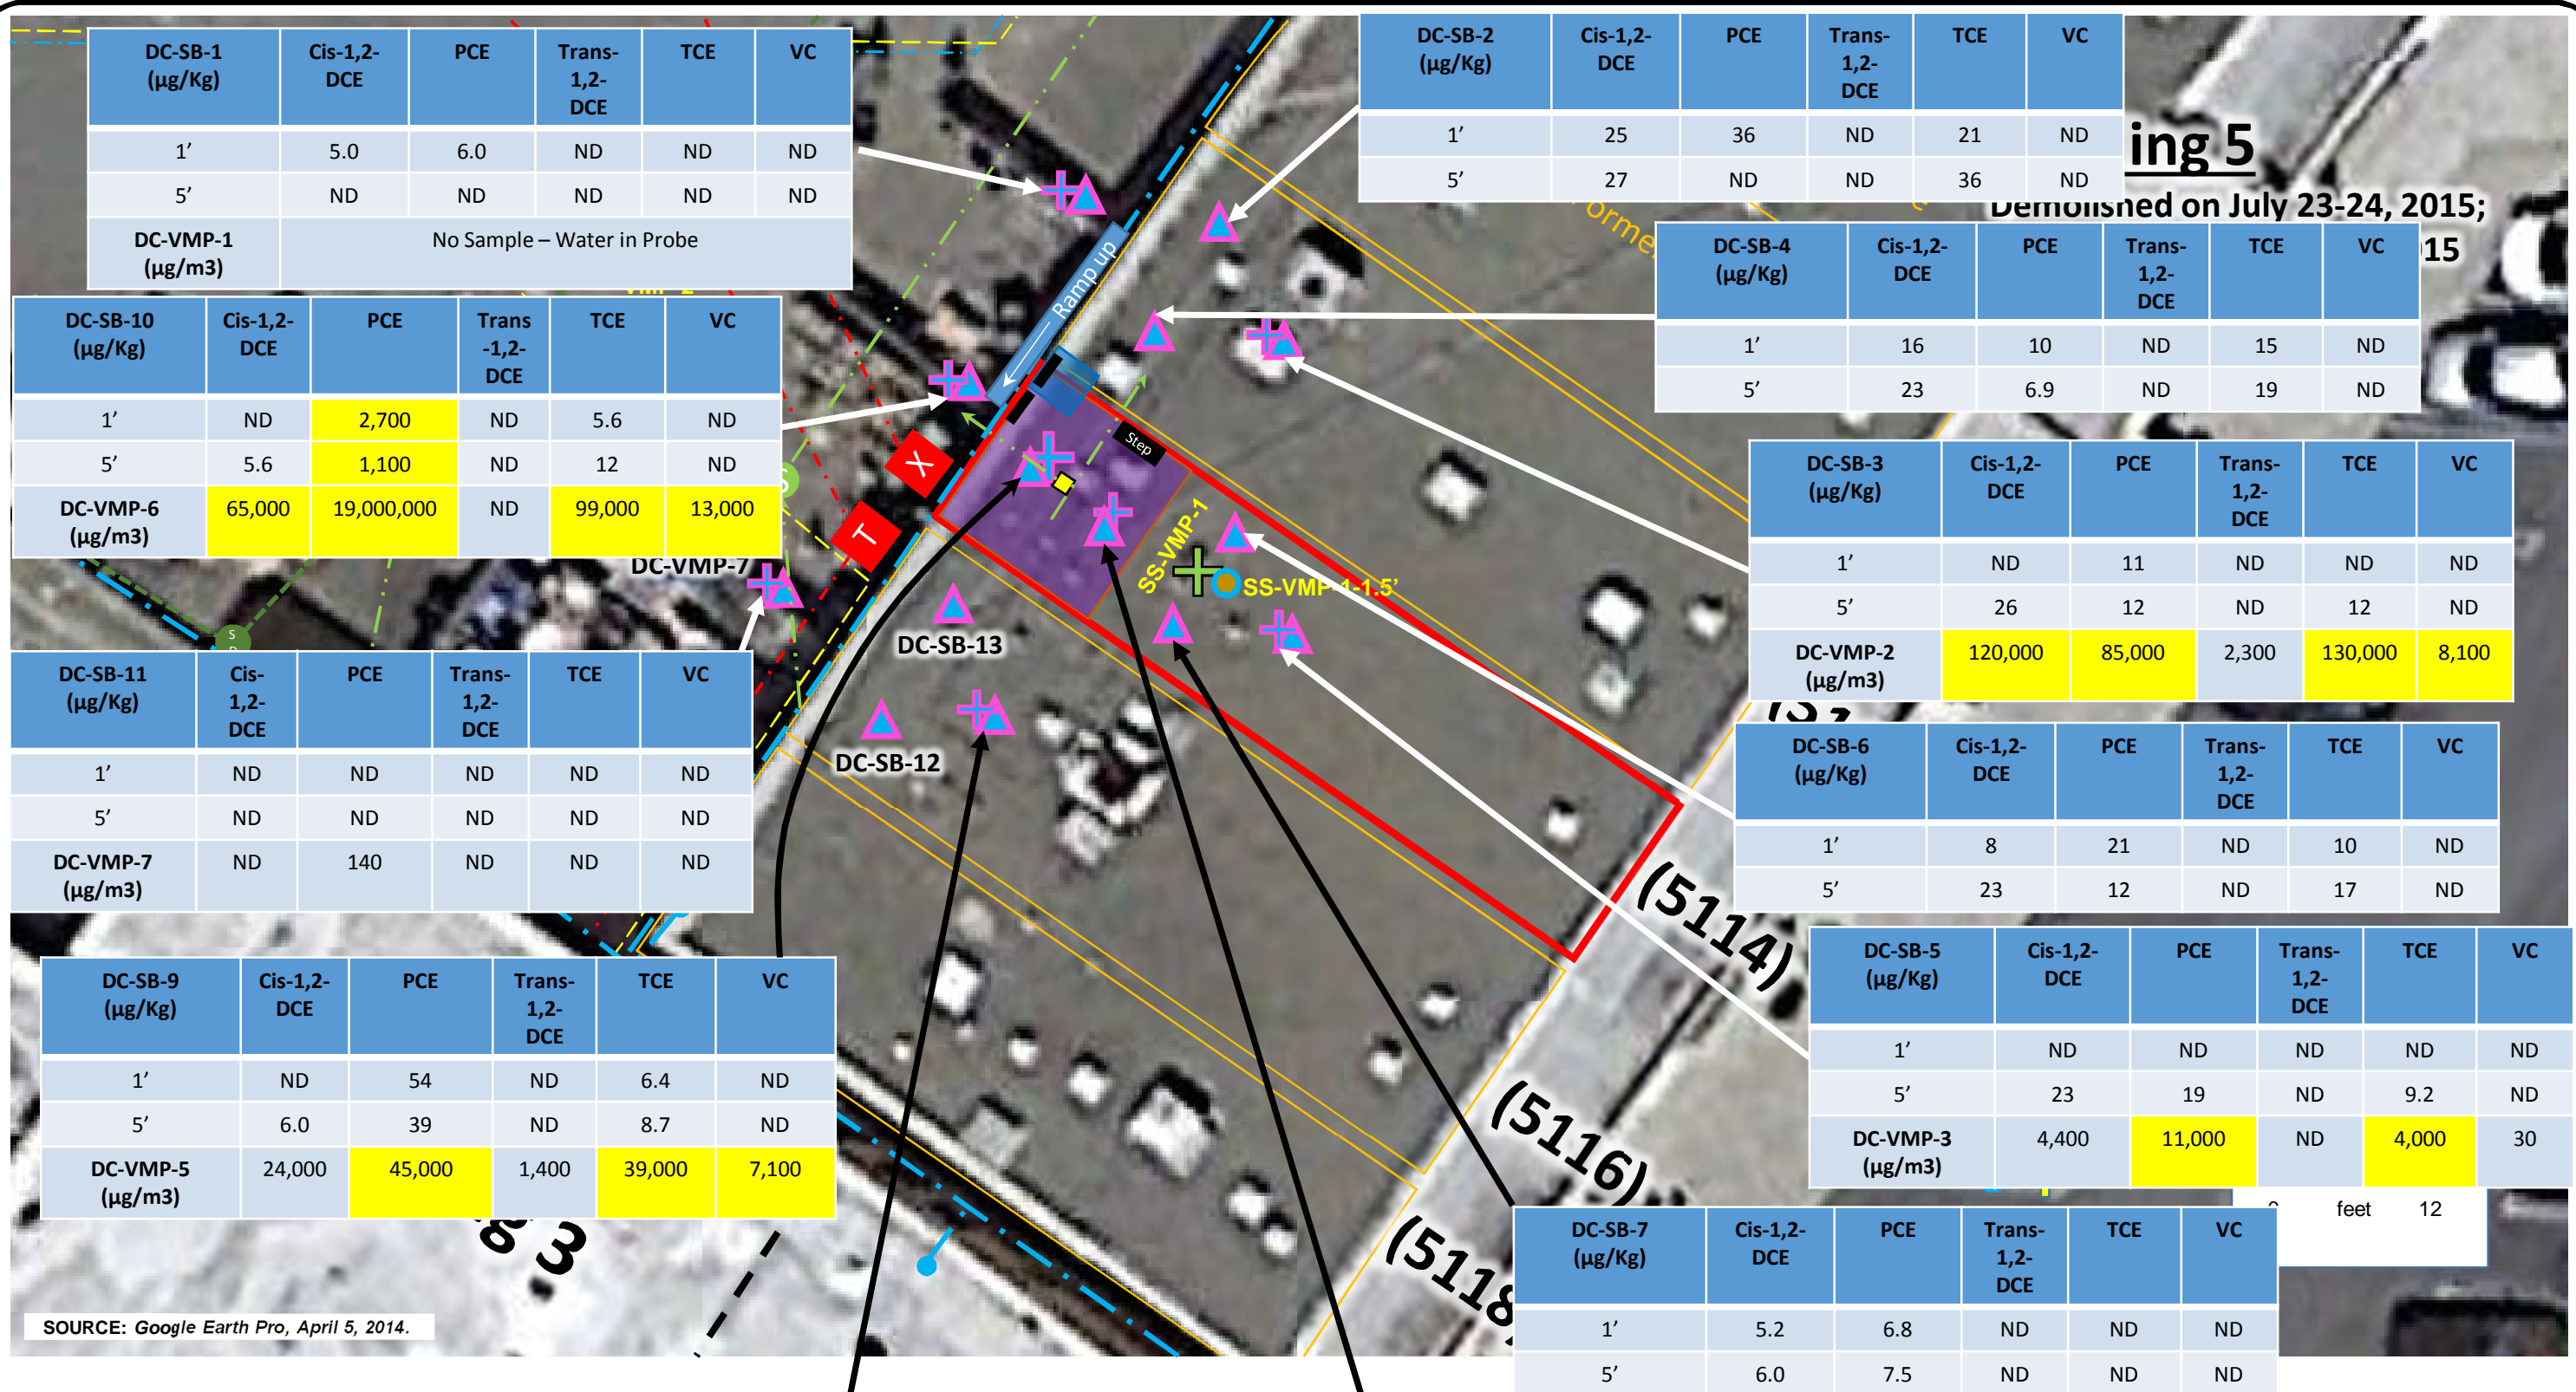 DC-SB-1 Cis-1,2- PCE Trans- TCE VC
(µg/Kg) DCE 1,2-
DCE
1’ 5.0 6.0 ND ND ND
5’ ND ND ND ND ND
DC-VMP-1 No Sample – Water in Probe
(µg/m3)
DC-SB-2 Cis-1,2- PCE Trans- TCE VC
(µg/Kg) DCE 1,2-
DCE
1’ 25 36 ND 21 ND
5’ 27 ND ND 36 ND
ing 5
Demolished on July 23-24, 2015;
15
DC-SB-4 Cis-1,2- PCE Trans- TCE VC
(µg/Kg) DCE 1,2-
DCE
1’ 16 10 ND 15 ND
5’ 23 6.9 ND 19 ND
Ramp up
DC-SB-10 Cis-1,2- PCE Trans TCE VC
(µg/Kg) DCE -1,2-
DCE
1’ ND 2,700 ND 5.6 ND
5’ 5.6 1,100 ND 12 ND
DC-VMP-6 65,000 19,000,000 ND 99,000 13,000
(µg/m3)
X
T
Step
SS-VMP-1
SS-VMP-1-1.5’
DC-SB-3 Cis-1,2- PCE Trans- TCE VC
(µg/Kg) DCE 1,2-
DCE
1’ ND 11 ND ND ND
5’ 26 12 ND 12 ND
DC-VMP-2 120,000 85,000 2,300 130,000 8,100
(µg/m3)
DC-VMP-7
DC-SB-13
DC-SB-12
S
DC-SB-11 Cis- PCE Trans- TCE VC
(µg/Kg) 1,2- 1,2-
DCE DCE
1’ ND ND ND ND ND
5’ ND ND ND ND ND
DC-VMP-7 ND 140 ND ND ND
(µg/m3)
DC-SB-6 Cis-1,2- PCE Trans- TCE VC
(µg/Kg) DCE 1,2-
DCE
1’ 8 21 ND 10 ND
5’ 23 12 ND 17 ND
(5114)
(5116)
(5118)
DC-SB-5 Cis-1,2- PCE Trans- TCE VC
(µg/Kg) DCE 1,2-
DCE
1’ ND ND ND ND ND
5’ 23 19 ND 9.2 ND
DC-VMP-3 4,400 11,000 ND 4,000 30
(µg/m3)
DC-SB-9 Cis-1,2- PCE Trans- TCE VC
(µg/Kg) DCE 1,2-
DCE
1’ ND 54 ND 6.4 ND
5’ 6.0 39 ND 8.7 ND
DC-VMP-5 24,000 45,000 1,400 39,000 7,100
(µg/m3)
g 3
feet 12
DC-SB-7 Cis-1,2- PCE Trans- TCE VC
(µg/Kg) DCE 1,2-
DCE
1’ 5.2 6.8 ND ND ND
5’ 6.0 7.5 ND ND ND
SOURCE: Google Earth Pro, April 5, 2014.